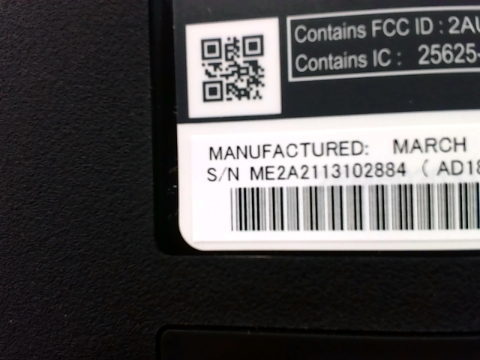 Contains FCC ID : 2AU
Contains IC : 25625-
MANUFACTURED: MARCH
S/N ME2A2113102884 ( AD18